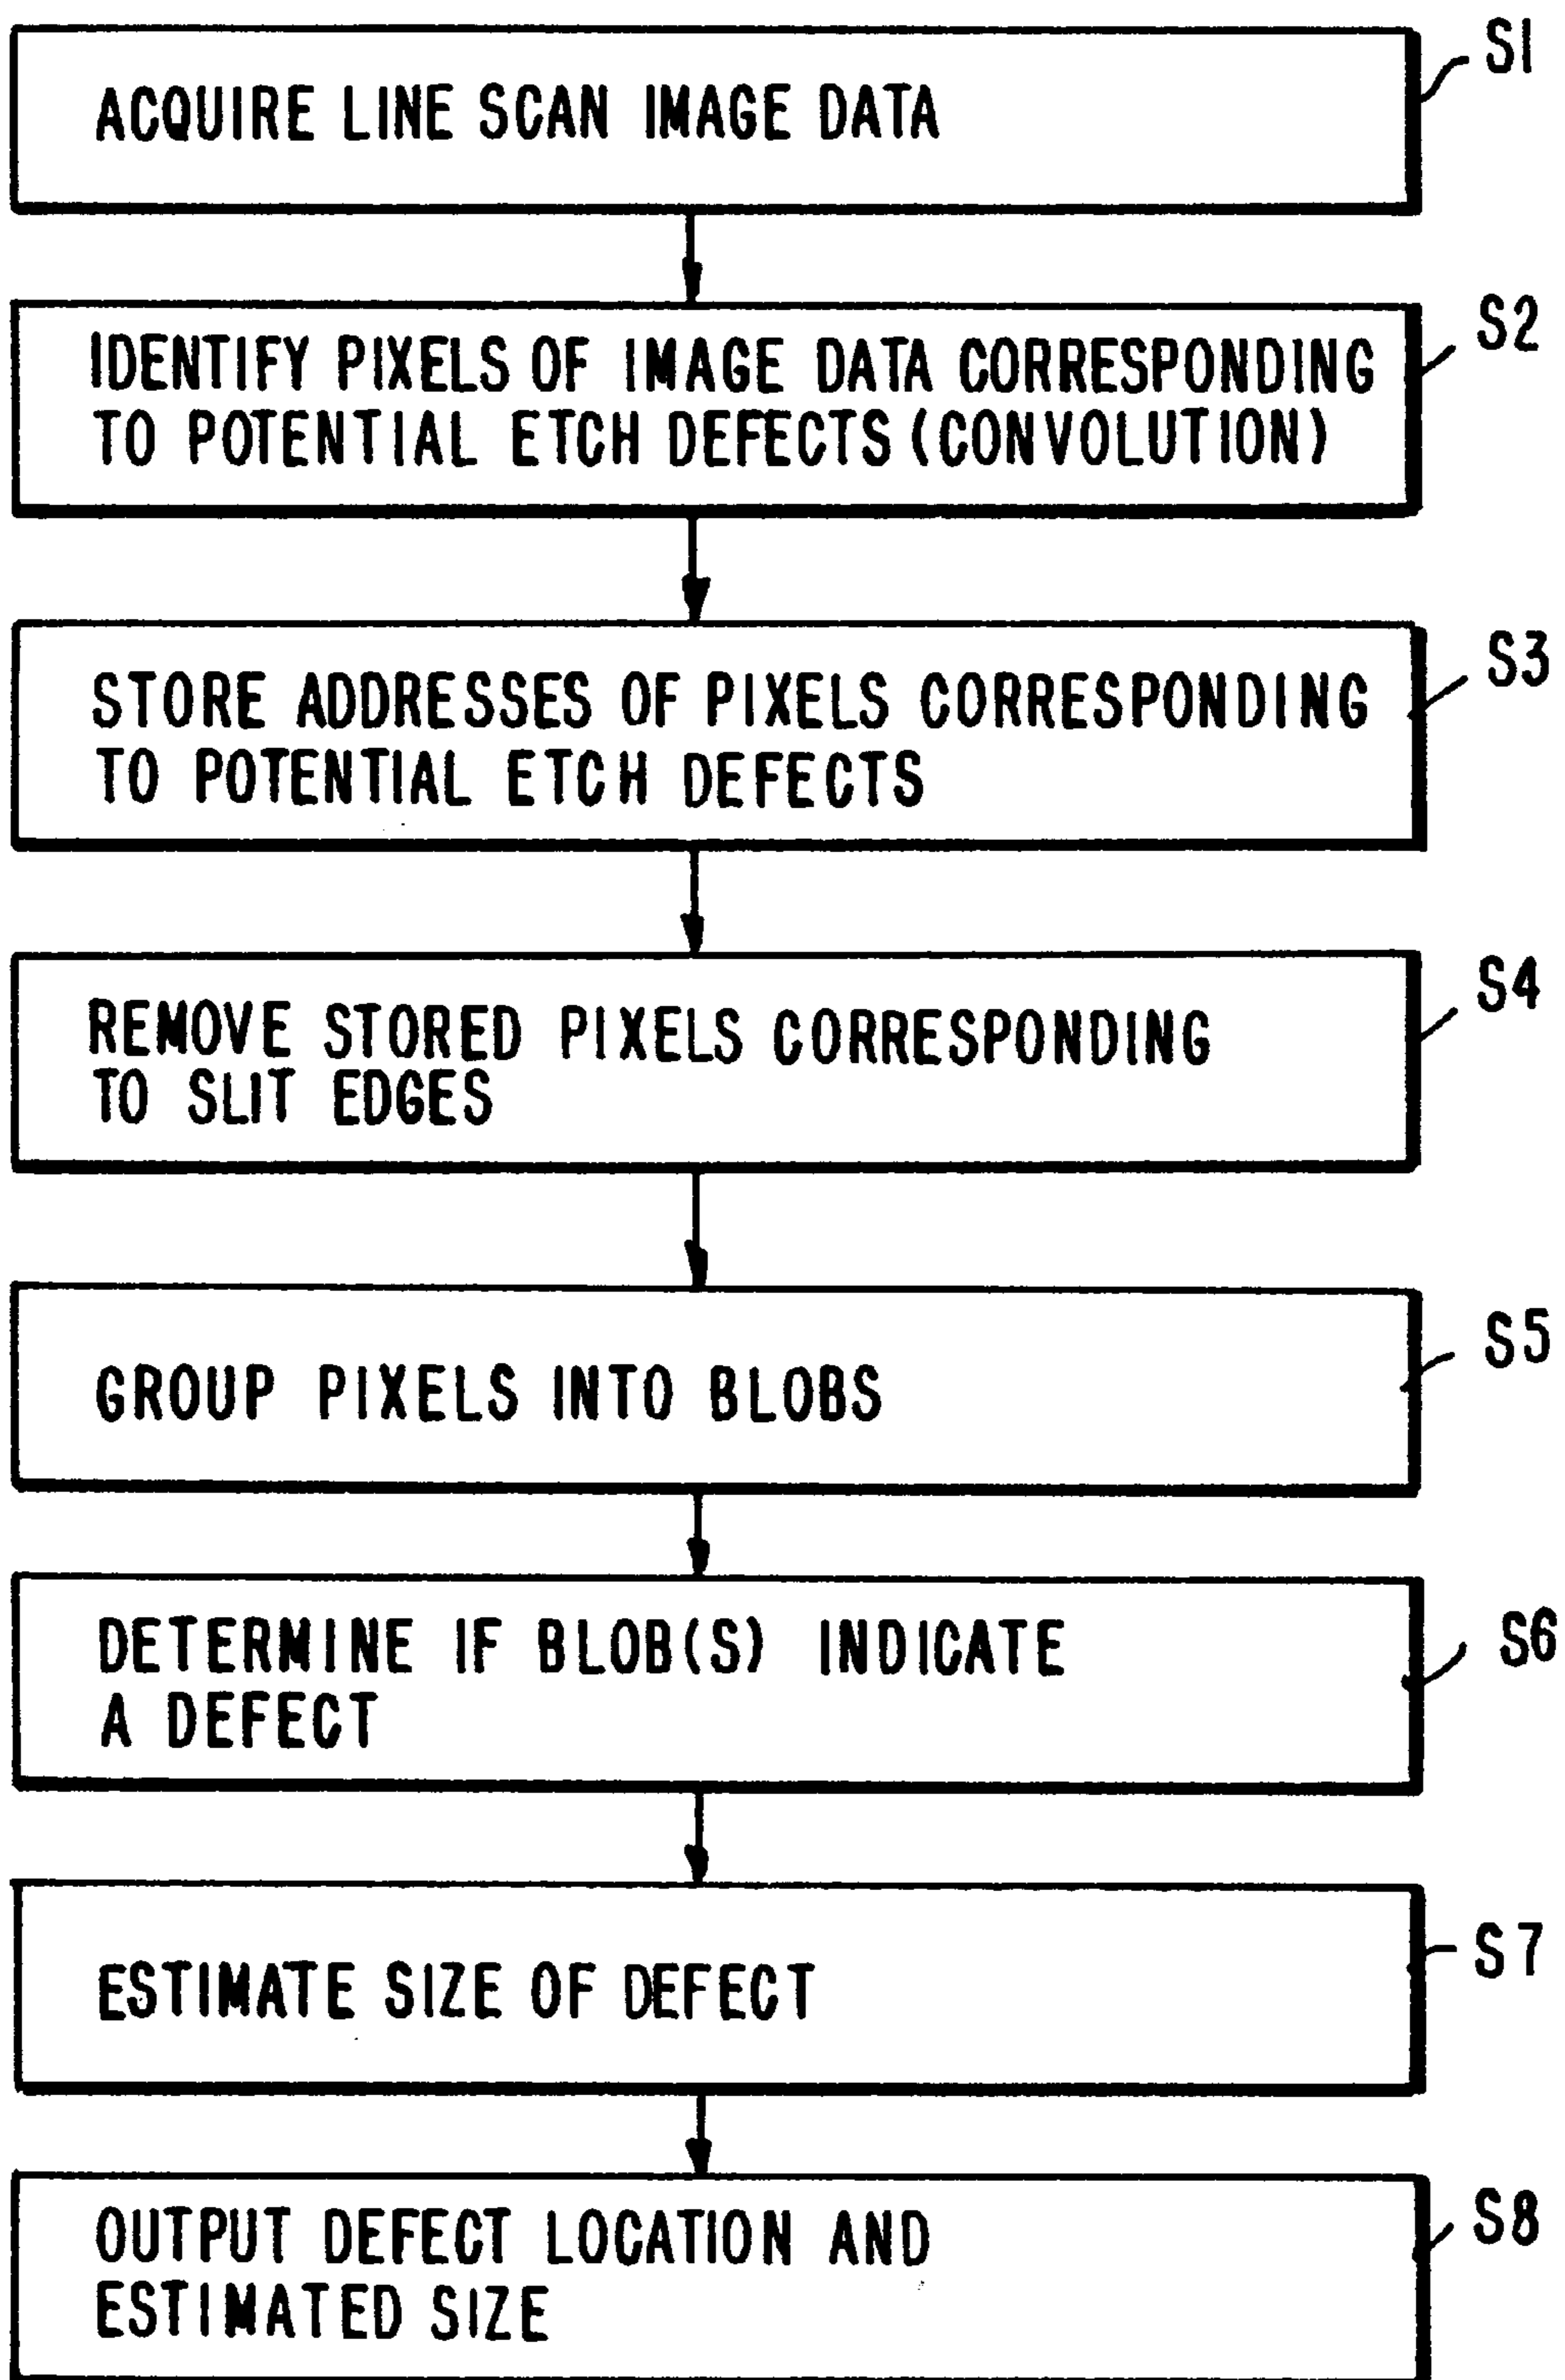 S1
ACQUIRE LINE SCAN IMAGE DATA
S2
IDENTIFY PIXELS OF IMAGE DATA CORRESPONDING
TO POTENTIAL ETCH DEFECTS (CONVOLUTION)
S3
STORE ADDRESSES OF PIXELS CORRESPONDING
TO POTENTIAL ETCH DEFECTS
S4
REMOVE STORED PIXELS CORRESPONDING
TO SLIT EDGES
S5
GROUP PIXELS INTO BLOBS
S6
DETERMINE IF BLOB(S) INDICATE
A DEFECT
S7
ESTIMATE SIZE OF DEFECT
S8
OUTPUT DEFECT LOCATION AND
ESTIMATED SIZE